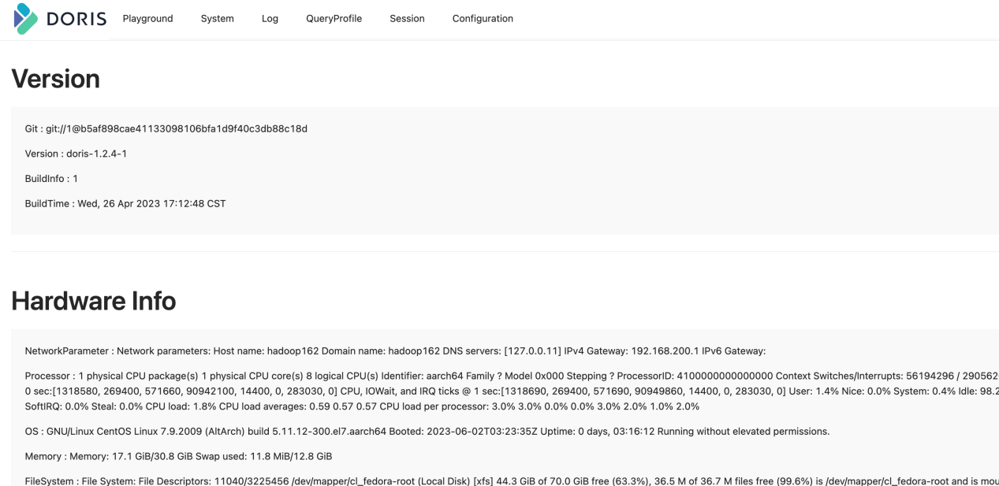 DORIS Playground System Log QueryProfile Session Configuration
Version
Git : git://1@b5af898cae41133098106bfa1d9f40c3db88c18d
Version : doris-1.2.4-1
BuildInfo : 1
BuildTime : Wed, 26 Apr 2023 17:12:48 CST
Hardware Info
NetworkParameter : Network parameters: Host name: hadoop162 Domain name: hadoop162 DNS servers: [127.0.0.11] IPv4 Gateway: 192.168.200.1 IPv6 Gateway:
Processor : 1 physical CPU package(s) 1 physical CPU core(s) 8 logical CPU(s) Identifier: aarch64 Family ? Model 0x000 Stepping ? ProcessorID: 4100000000000000 Context Switches/Interrupts: 56194296 / 290562
0 sec:[1318580, 269400, 571660, 90942100, 14400, 0, 283030, 0] CPU, IOWait, and IRQ ticks @ 1 sec:[1318690, 269400, 571690, 90949860, 14400, 0, 283030, 0] User: 1.4% Nice: 0.0% System: 0.4% Idle: 98.2
SoftIRQ: 0.0% Steal: 0.0% CPU load: 1.8% CPU load averages: 0.59 0.57 0.57 CPU load per processor: 3.0% 3.0% 0.0% 0.0% 3.0% 2.0% 1.0% 2.0%
OS : GNU/Linux CentOS Linux 7.9.2009 (AltArch) build 5.11.12-300.el7.aarch64 Booted: 2023-06-02T03:23:35Z Uptime: 0 days, 03:16:12 Running without elevated permissions.
Memory : Memory: 17.1 GiB/30.8 GiB Swap used: 11.8 MiB/12.8 GiB
FileSystem : File System: File Descriptors: 11040/3225456 /dev/mapper/cl_fedora-root (Local Disk) [xfs] 44.3 GiB of 70.0 GiB free (63.3%), 36.5 M of 36.7 M files free (99.6%) is /dev/mapper/cl_fedora-root and is mou